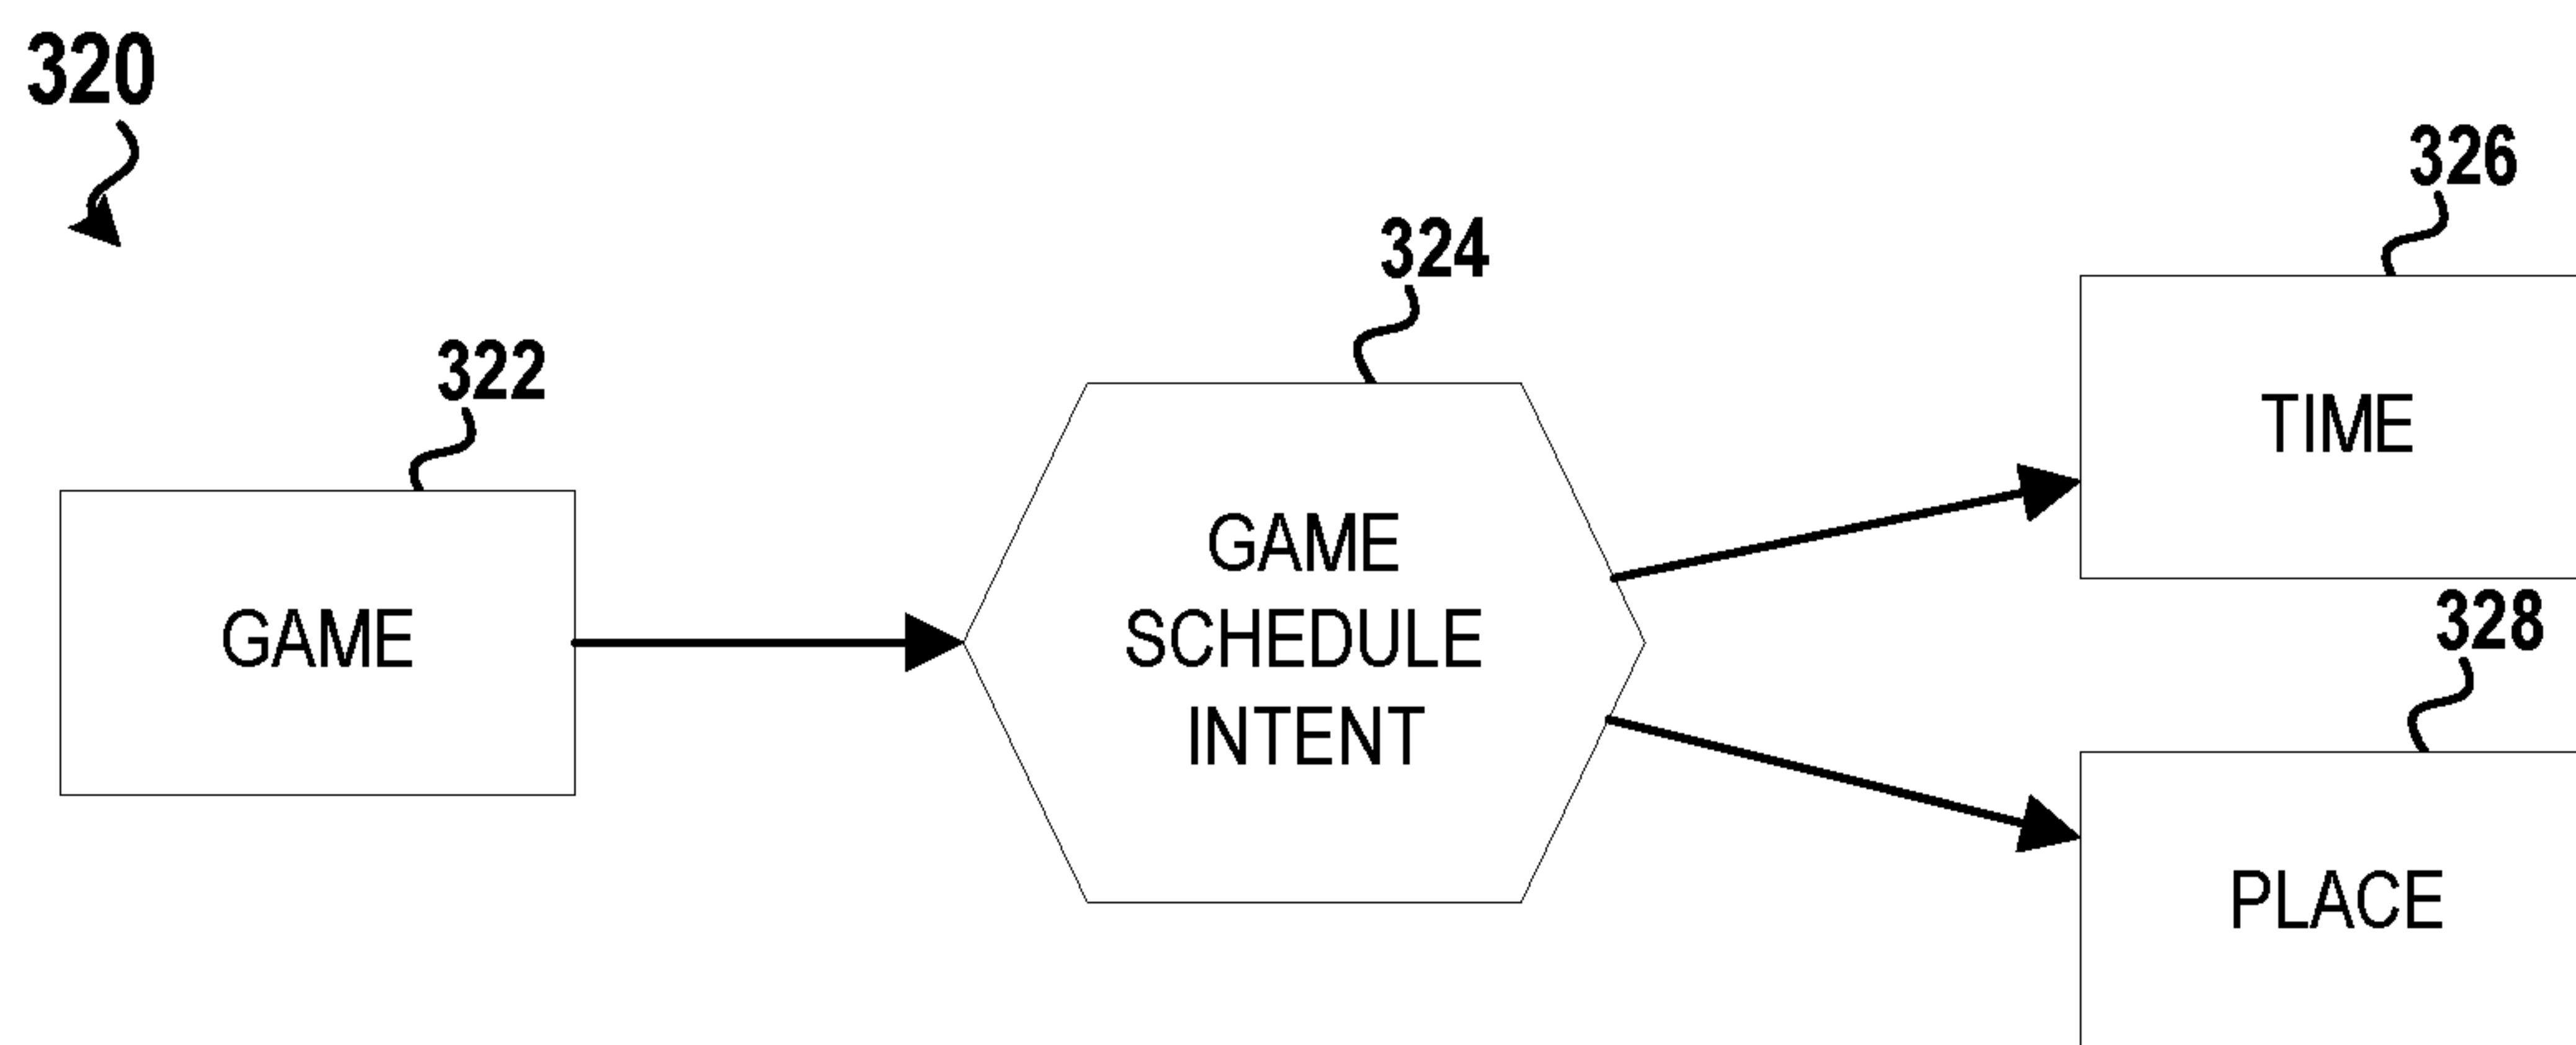 320
322
GAME
324
GAME
SCHEDULE
INTENT
326
TIME
328
PLACE